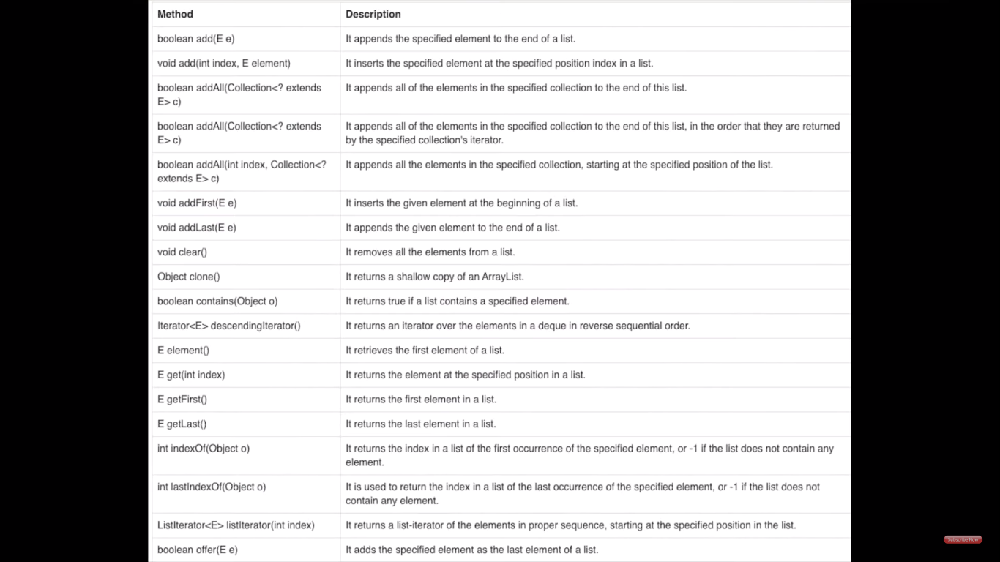 Method Description
boolean add(E e) It appends the specified element to the end of a list.
void add(int index, E element) It inserts the specified element at the specified position index in a list.
boolean addAll(Collection<? extends It appends all of the elements in the specified collection to the end of this list.
E> c)
boolean addAll(Collection<? extends It appends all of the elements in the specified collection to the end of this list, in the order that they are returned
E> c) by the specified collection's iterator.
boolean addAll(int index, Collection<? It appends all the elements in the specified collection, starting at the specified position of the list.
extends E> c)
void addFirst(E e) It inserts the given element at the beginning of a list.
void addLast(E e) It appends the given element to the end of a list.
void clear() It removes all the elements from a list.
Object clone() It returns a shallow copy of an ArrayList.
boolean contains(Object o) It returns true if a list contains a specified element.
Iterator<E> descendingIterator() It returns an iterator over the elements in a deque in reverse sequential order.
E element() It retrieves the first element of a list.
E get(int index) It returns the element at the specified position in a list.
E getFirst() It returns the first element in a list.
E getLast() It returns the last element in a list.
int indexOf(Object o) It returns the index in a list of the first occurrence of the specified element, or -1 if the list does not contain any
element.
int lastIndexOf(Object o) It is used to return the index in a list of the last occurrence of the specified element, or -1 if the list does not
contain any element.
ListIterator<E> listIterator(int index) It returns a list-iterator of the elements in proper sequence, starting at the specified position in the list.
boolean offer(E e) It adds the specified element as the last element of a list.
Subscribe Now